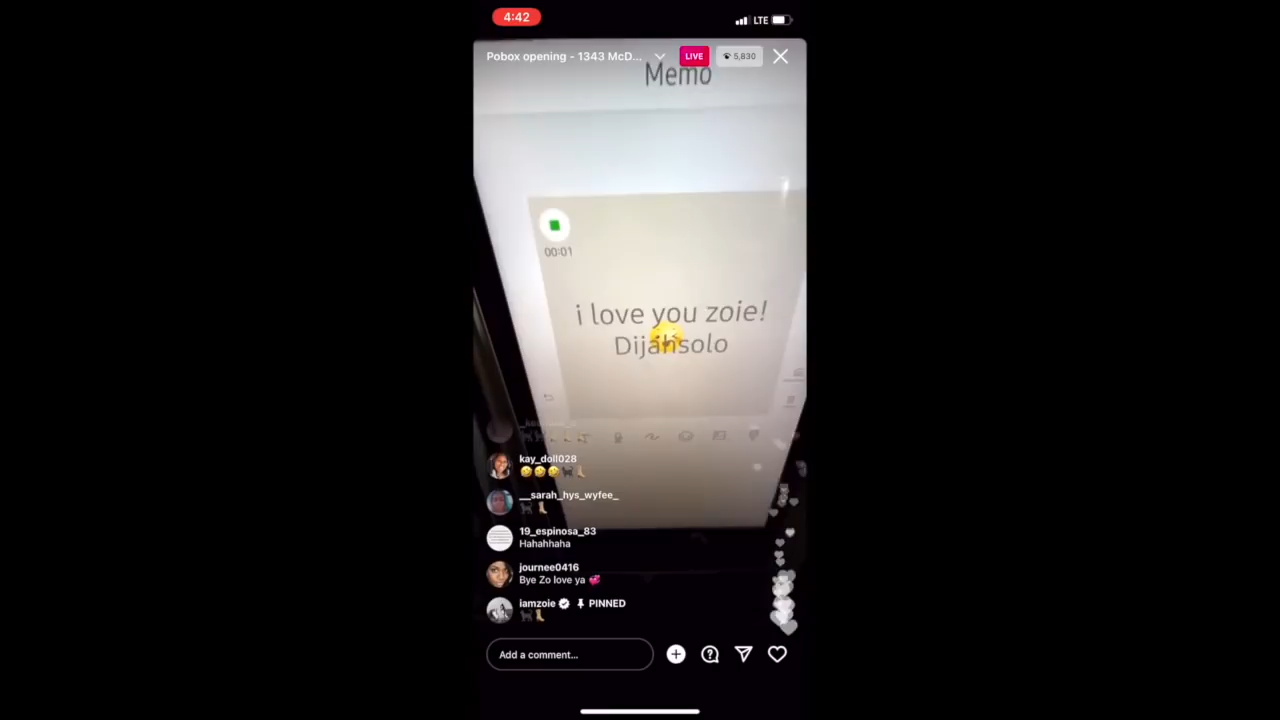 4:42
LTE
Pobox opening - 1343 McD...
LIVE
5,830
Memo
00:01
i love you zoie!
Dijahsolo
kay_doll028
__sarah_hys_wyfee_
19_espinosa_83
Hahahhaha
journee0416
Bye Zo love ya 💞
iamzoie
PINNED
Add a comment...